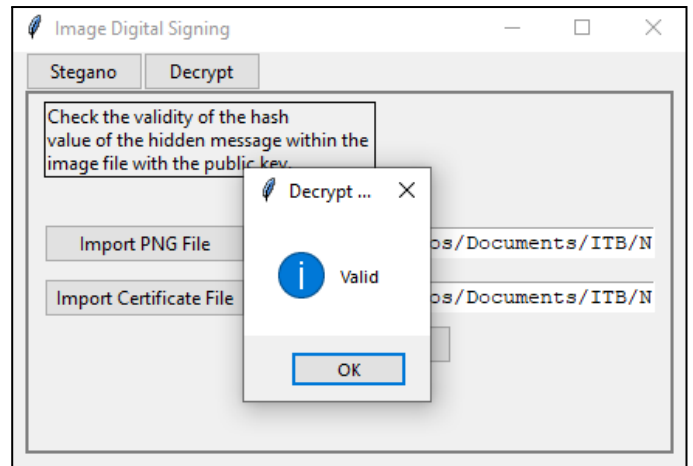 Image Digital Signing
Stegano Decrypt
Check the validity of the hash
value of the hidden message within the
image file with the public key.
Decrypt ...
Import PNG File os/Documents/ITB/N
Valid
Import Certificate File os/Documents/ITB/N
OK